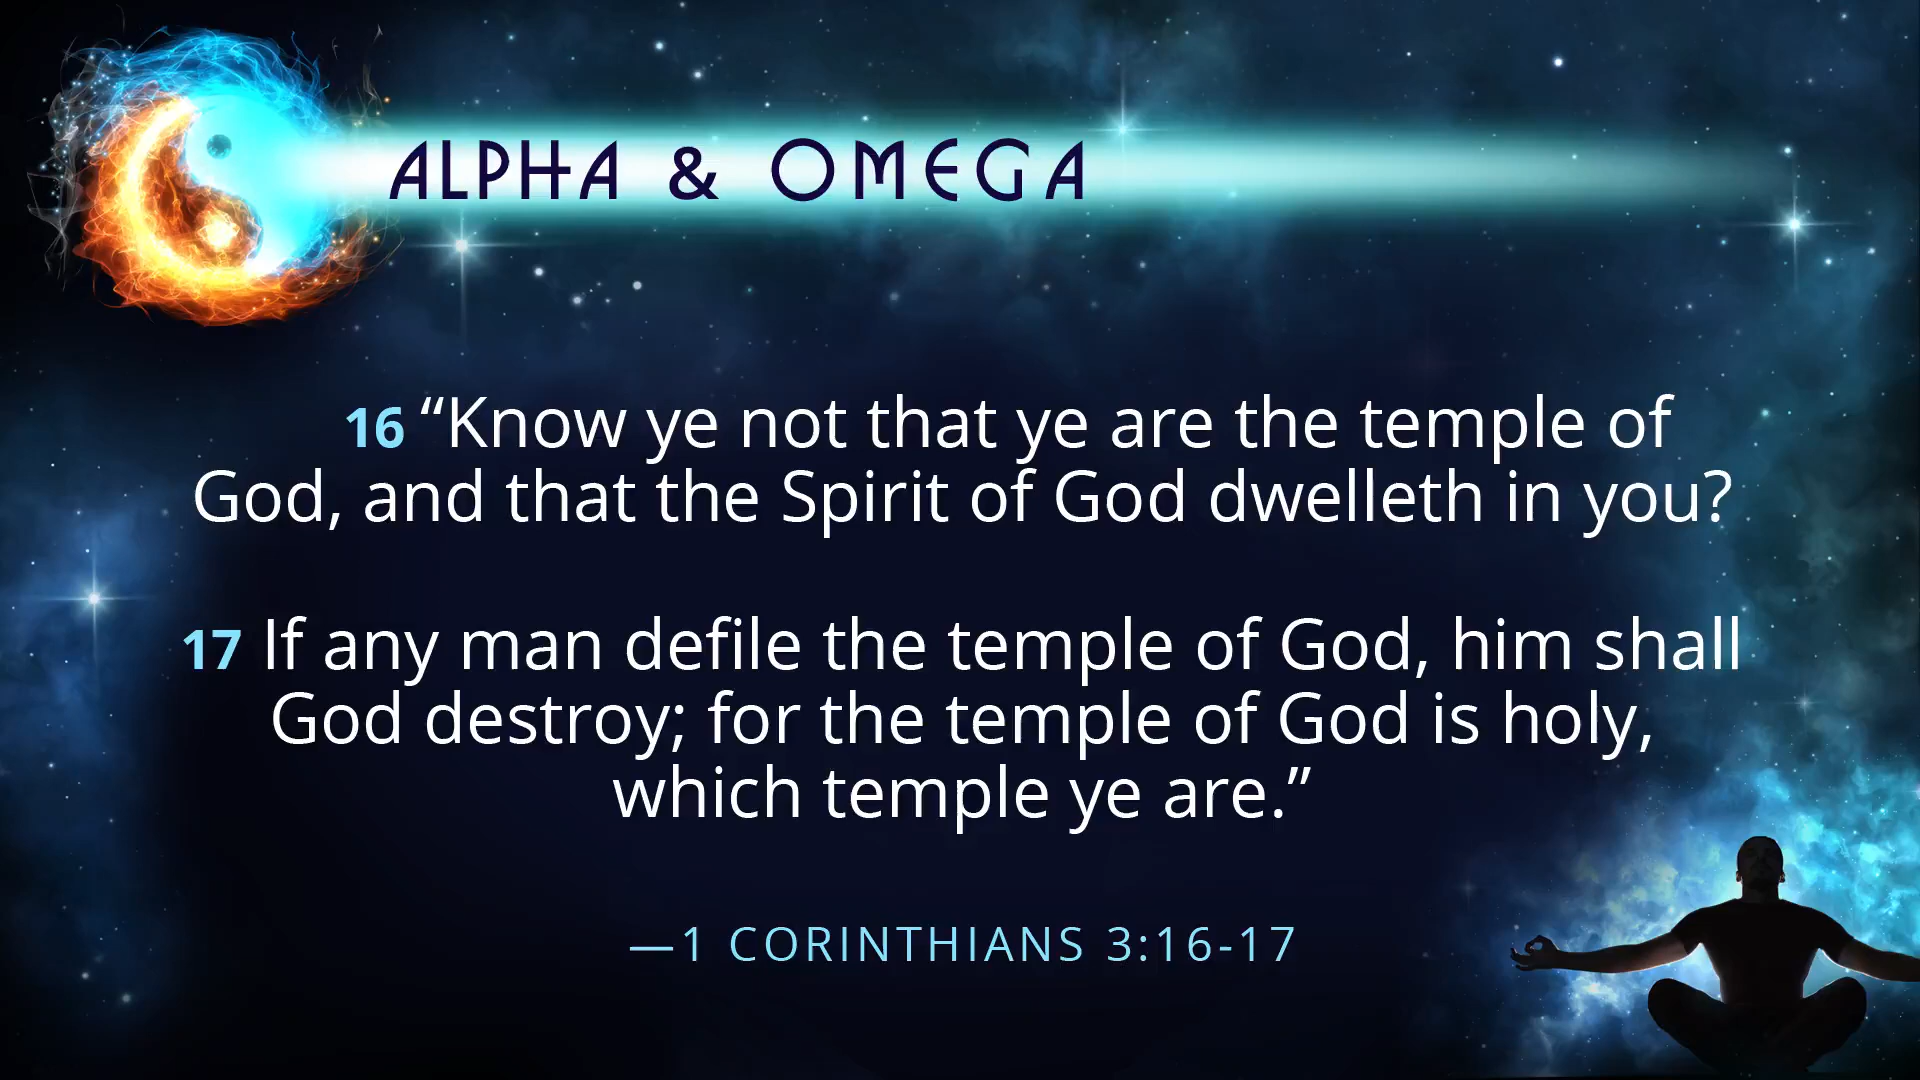 ALPHA & OMEGA
16 “Know ye not that ye are the temple of
God, and that the Spirit of God dwelleth in you?
17 If any man defile the temple of God, him shall
God destroy; for the temple of God is holy,
which temple ye are.”
—1 CORINTHIANS 3:16-17